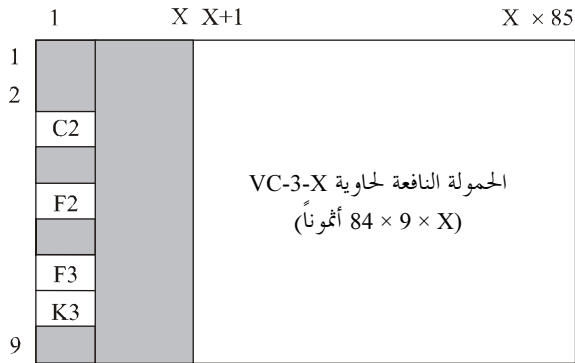 1 X X+1 X × 85
1
2
C2
الحمولة النافعة لحاوية VC-3-X
F2
(84 × 9 × X أثموناً)
F3
K3
9